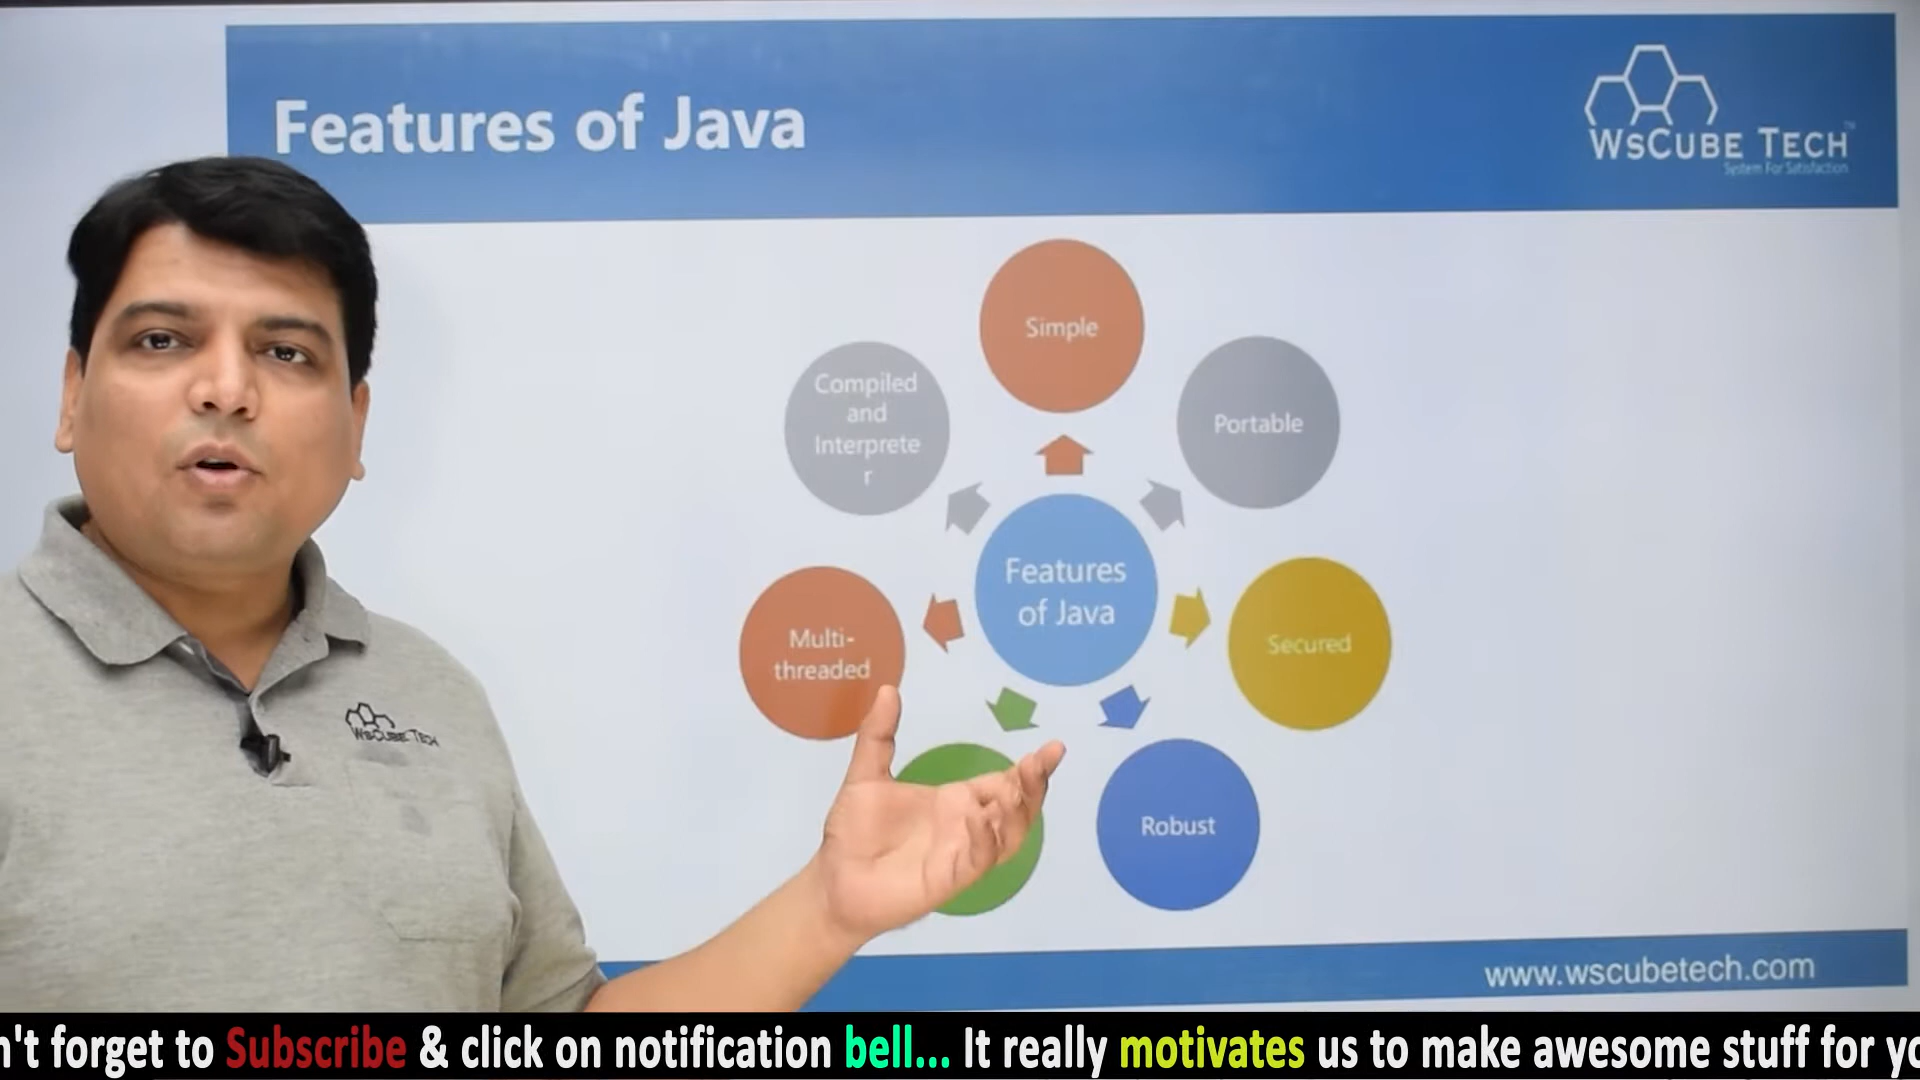 Features of Java
WsCube Tech
System For Satisfaction
Simple
Compiled
and
Interprete
r
Portable
Features
of Java
Multi-
threaded
Secured
Robust
WsCube Tech
www.wscubetech.com
n't forget to Subscribe & click on notification bell... It really motivates us to make awesome stuff for yo